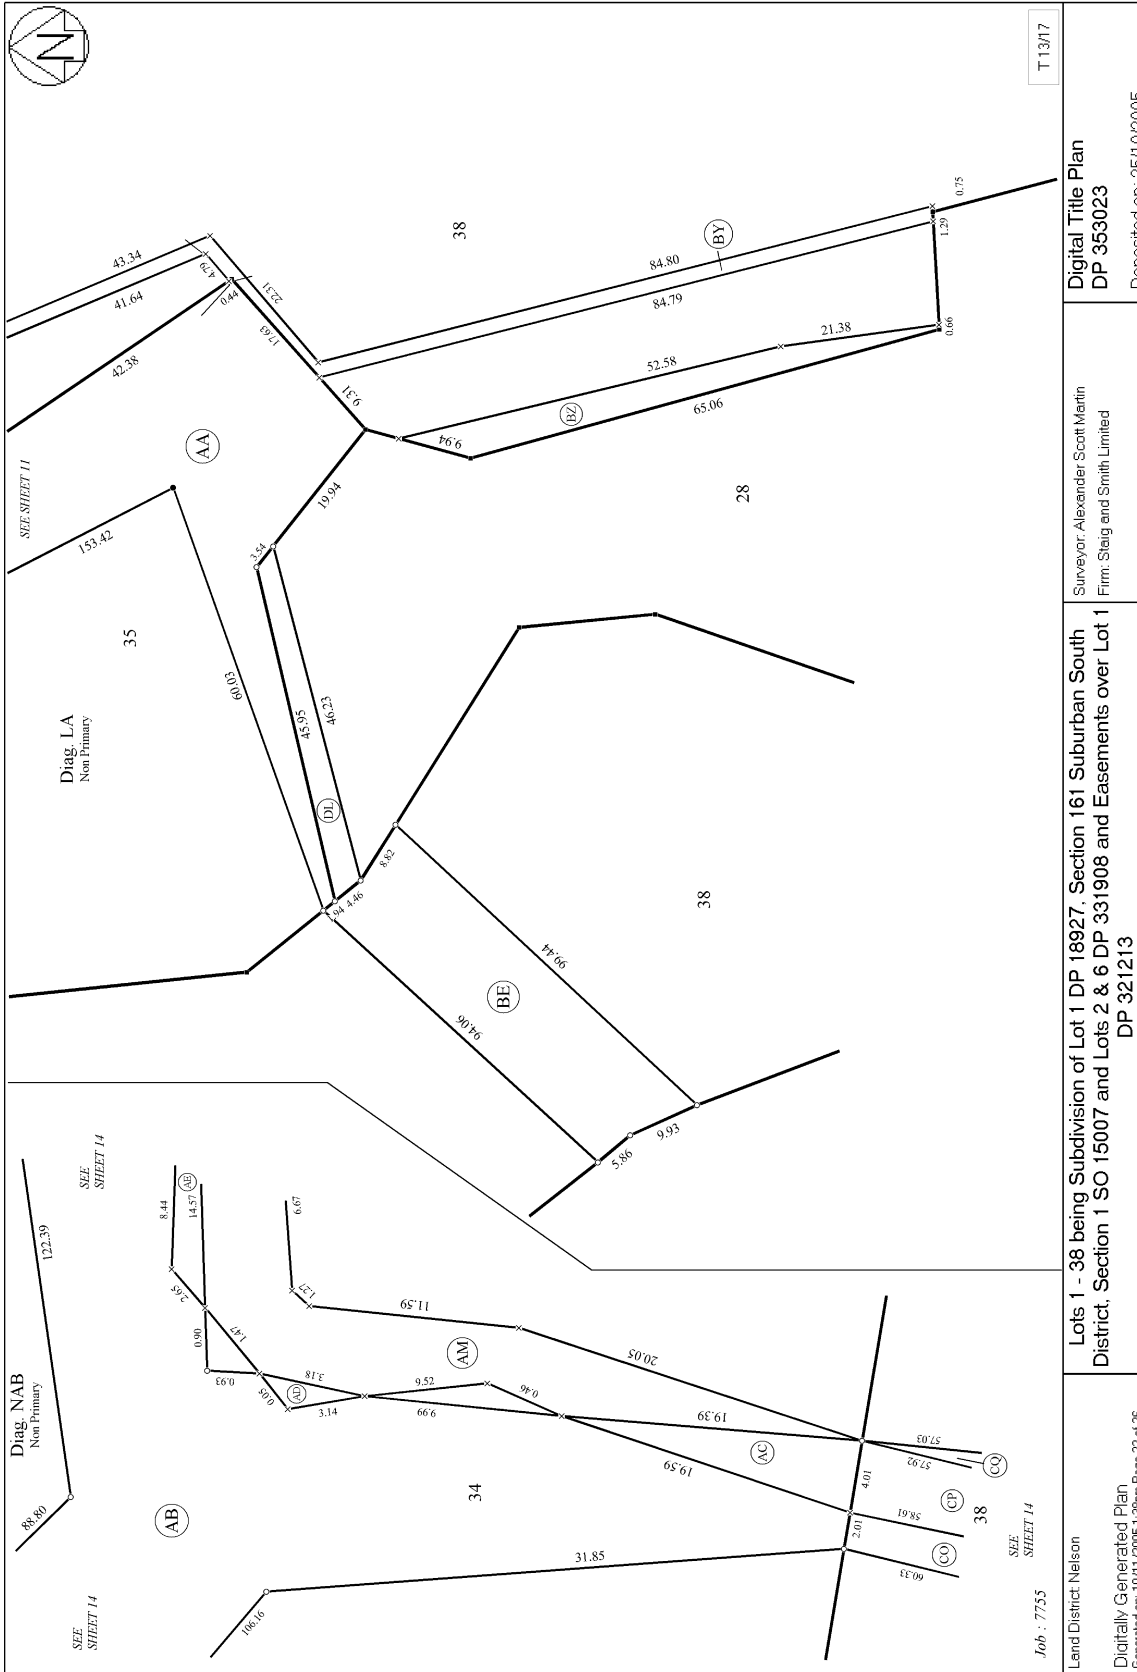 Diag. NAB
Non Primary
122.39
88.80
AB
SEE
SHEET 14
SEE
SHEET 14
106.16
34
31.85
8.44
AE
14.57
2.65
0.90
0.93
1.47
0.05
AD
3.18
3.14
6.67
1.27
11.59
AM
9.52
9.99
0.46
20.05
19.39
19.59
AC
4.01
2.01
57.03
57.92
CQ
CP
58.61
CO
60.33
38
SEE
SHEET 14
Job : 7755
Diag. LA
Non Primary
35
SEE SHEET 11
153.42
AA
60.03
42.38
41.64
43.34
4.79
0.44
22.31
17.63
9.31
19.94
3.54
45.95
46.23
DL
4.46
8.82
94.06
99.44
BE
5.86
9.93
38
28
9.94
BZ
52.58
65.06
21.38
0.66
1.29
0.75
84.80
84.79
BY
38
N
T 13/17
Land District: Nelson
Digitally Generated Plan
Lots 1 - 38 being Subdivision of Lot 1 DP 18927, Section 161 Suburban South
District, Section 1 SO 15007 and Lots 2 & 6 DP 331908 and Easements over Lot 1
DP 321213
Surveyor: Alexander Scott Martin
Firm: Staig and Smith Limited
Digital Title Plan
DP 353023